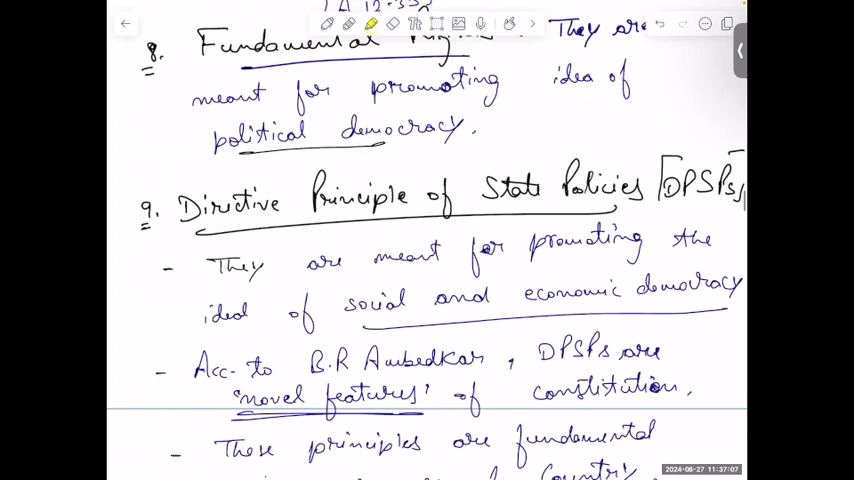 8. Fundamental They are
meant for promoting idea of
political democracy.
9. Directive Principle of State Policies [DPSPs]
- They are meant for promoting the
ideal of social and economic democracy
- Acc. to B.R Ambedkar, DPSPs are
"novel features" of constitution.
- These principles are fundamental
country.
2024-08-27 11:37:07